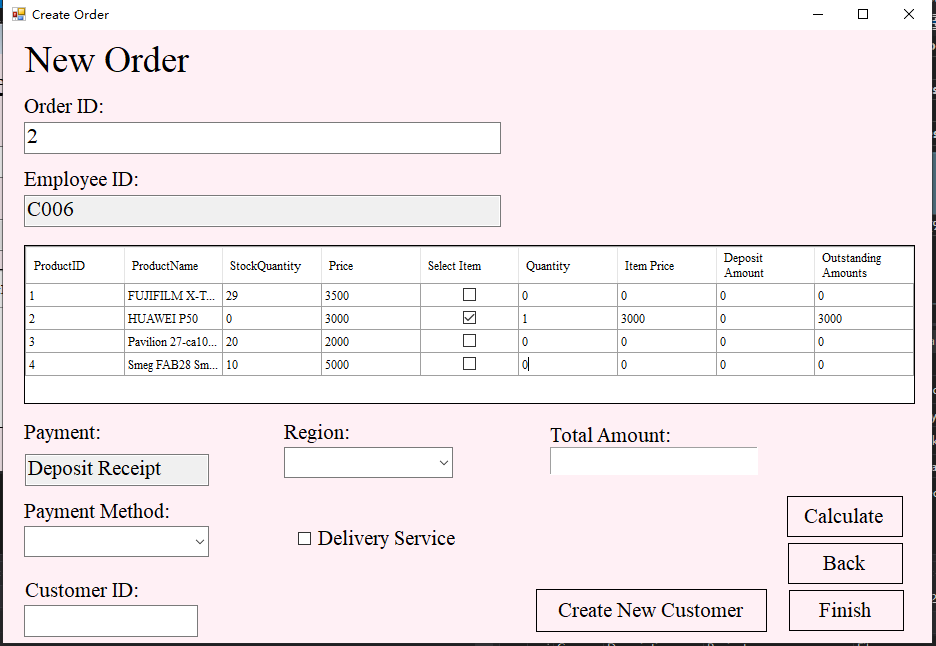 Create Order
New Order
Order ID:
2
Employee ID:
C006
ProductID ProductName StockQuantity Price Select Item Quantity Item Price Deposit Amount Outstanding Amounts
1 FUJIFILM X-T... 29 3500 0 0 0 0
2 HUAWEI P50 0 3000 1 3000 0 3000
3 Pavilion 27-ca10... 20 2000 0 0 0 0
4 Smeg FAB28 Sm... 10 5000 0 0 0 0
Payment: Region: Total Amount:
Deposit Receipt
Payment Method:
Delivery Service
Calculate
Back
Customer ID:
Create New Customer Finish